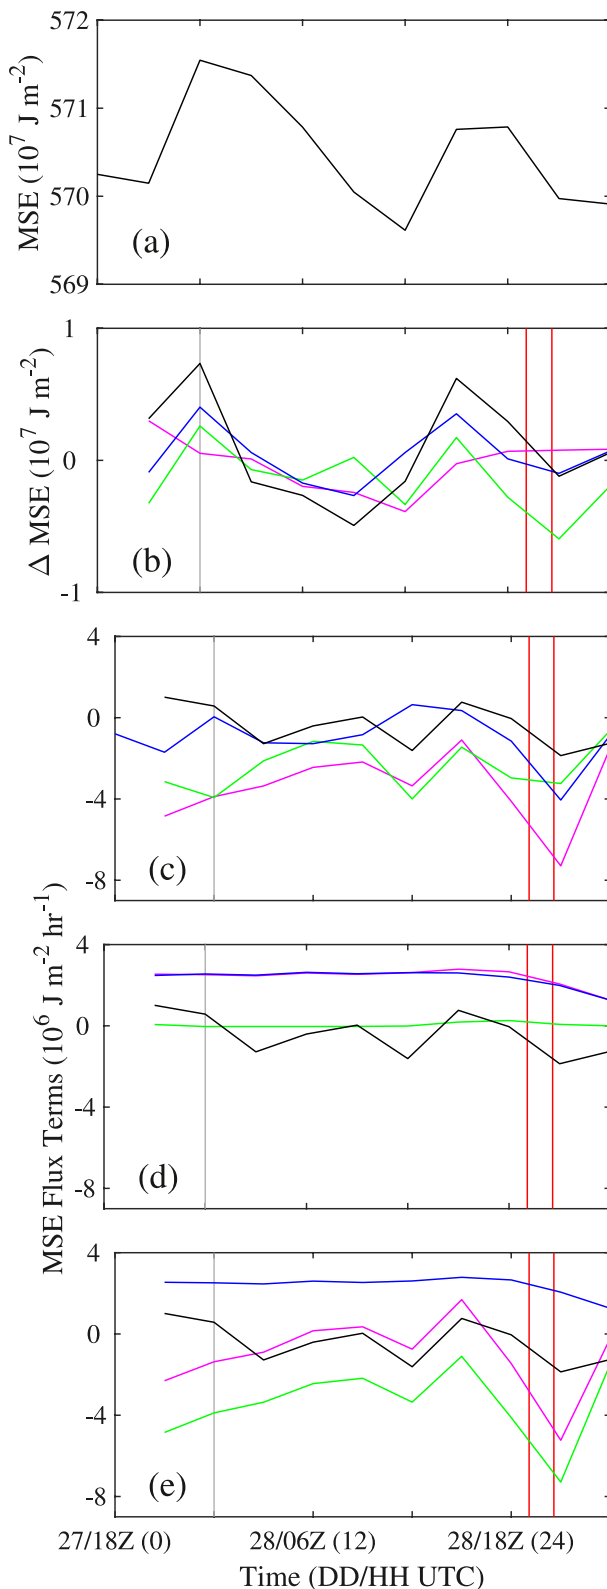 572
571
570
569
MSE (10⁷ J m⁻²)
(a)
1
0
-1
Δ MSE (10⁷ J m⁻²)
(b)
4
0
-4
-8
(c)
MSE Flux Terms (10⁶ J m⁻² hr⁻¹)
4
0
-4
-8
(d)
4
0
-4
-8
(e)
27/18Z (0) 28/06Z (12) 28/18Z (24)
Time (DD/HH UTC)